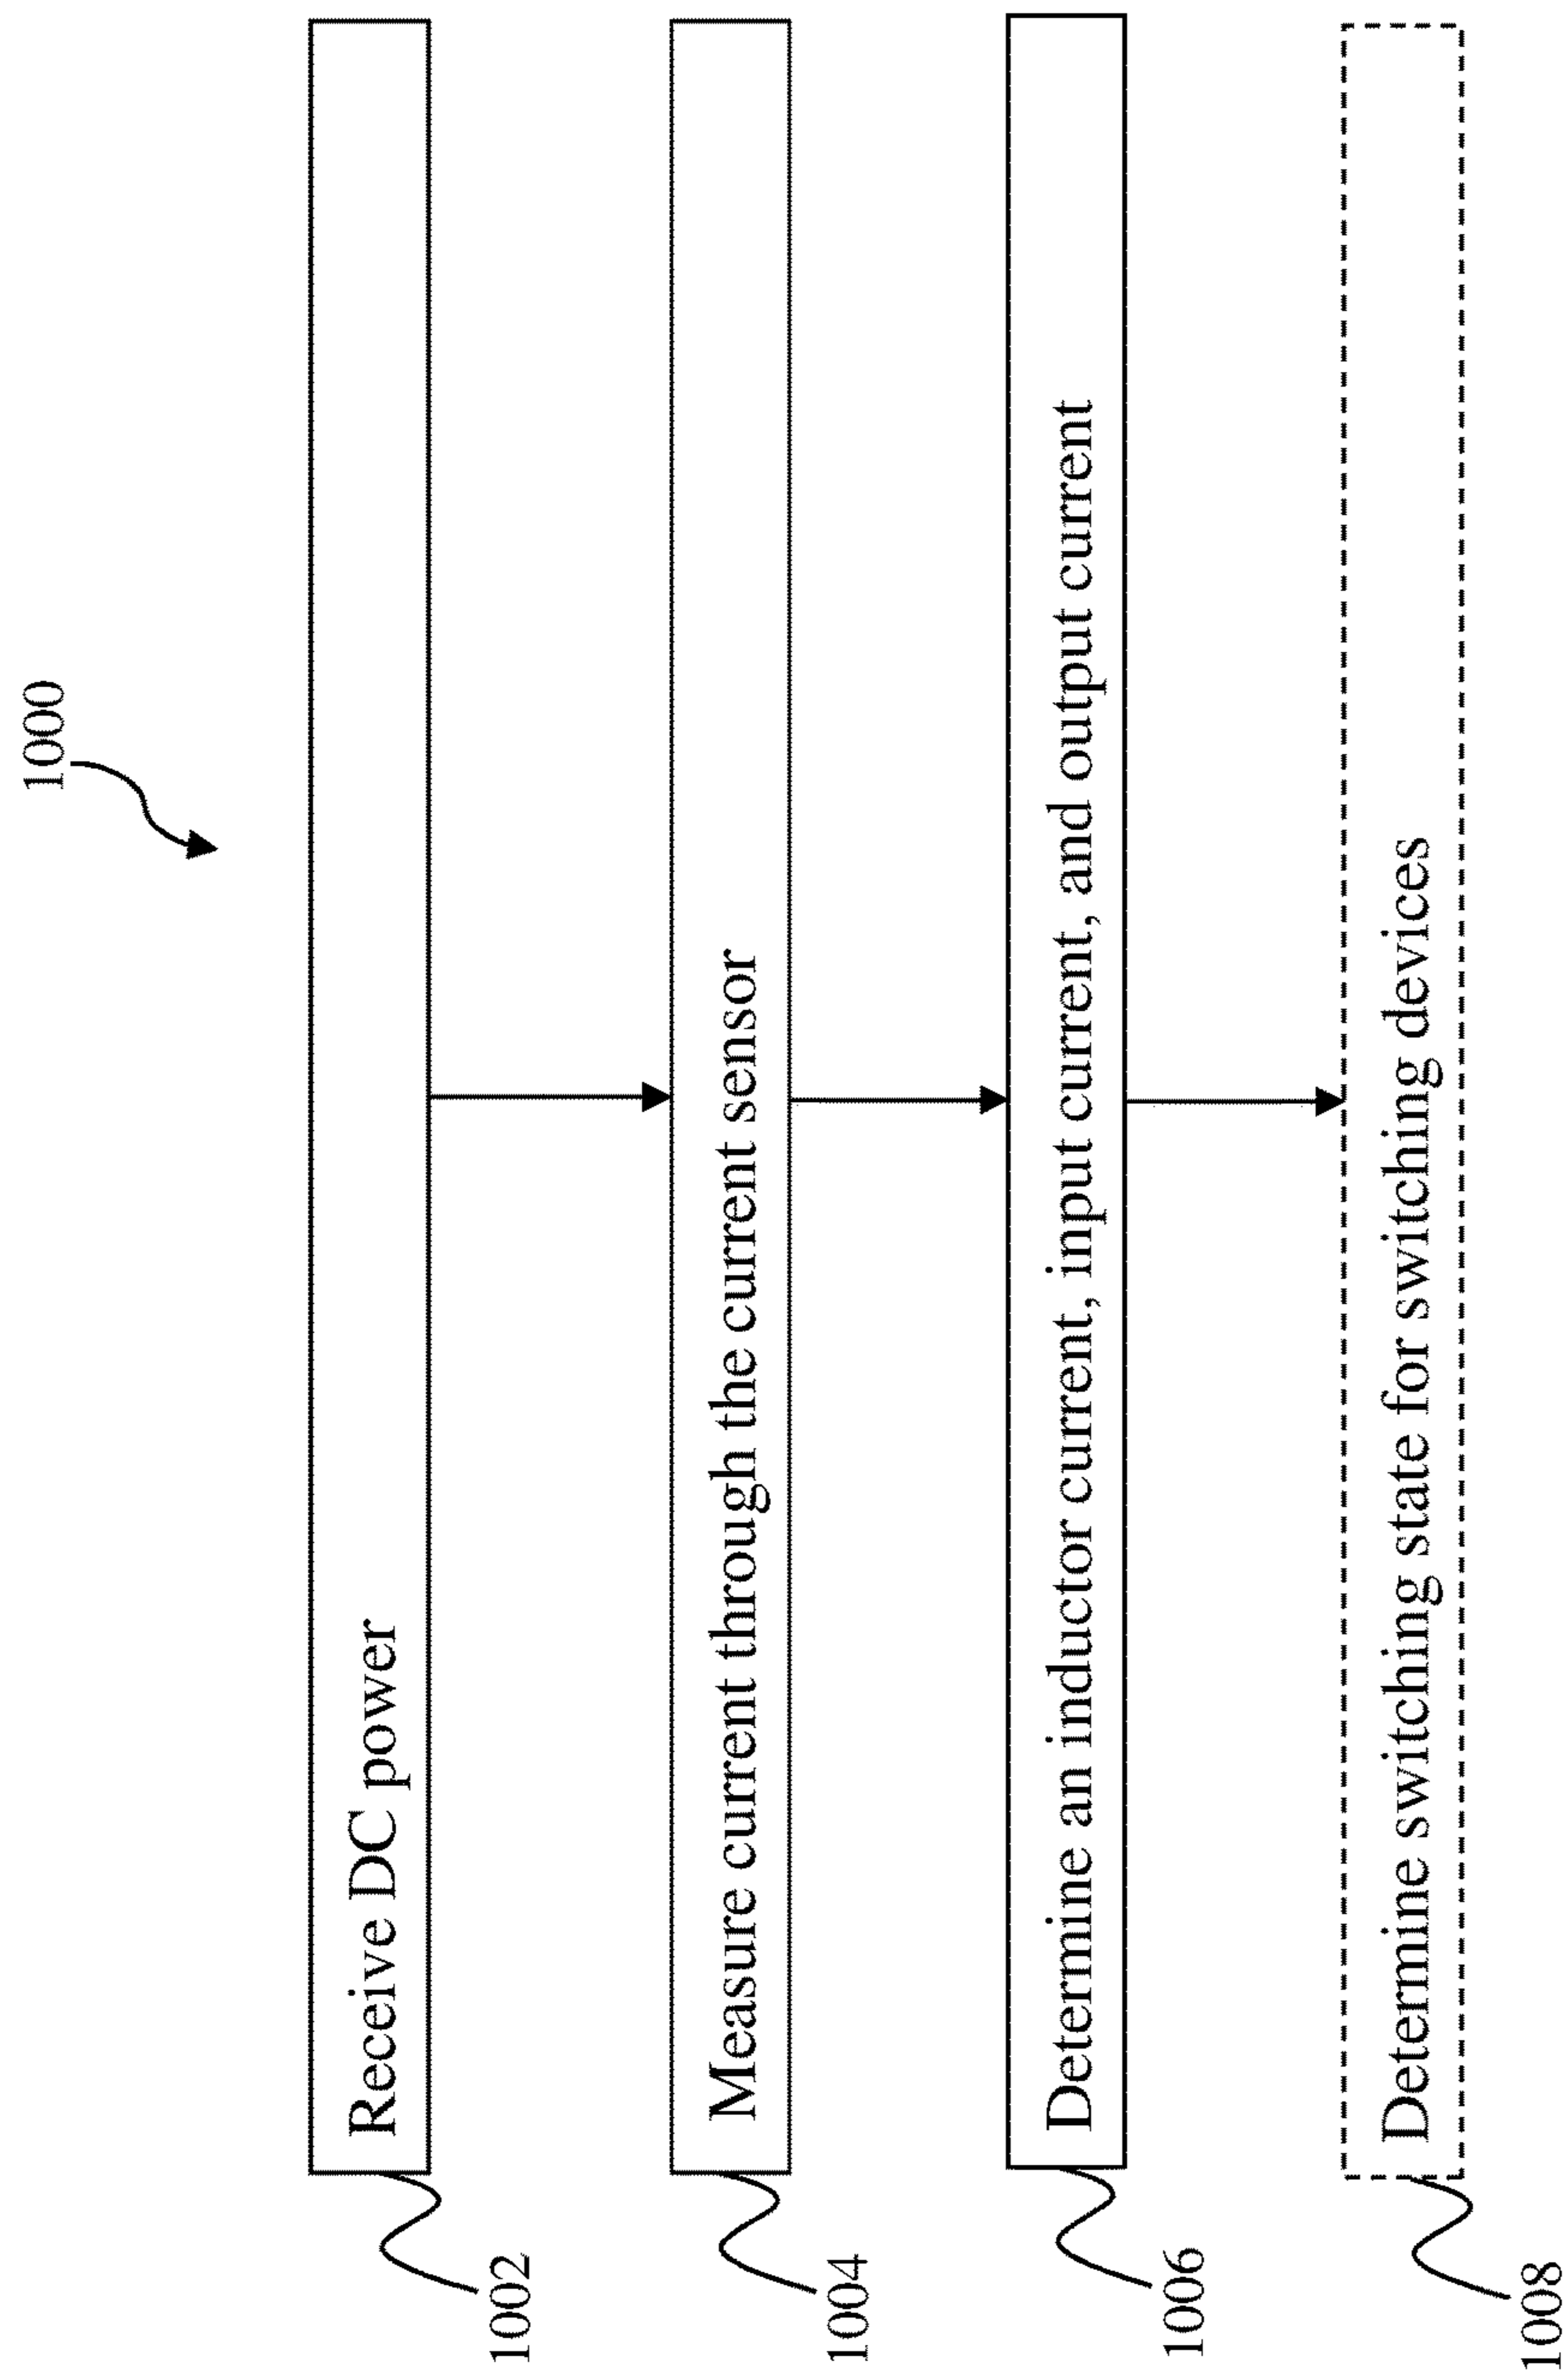 1000
Receive DC power
1002
Measure current through the current sensor
1004
Determine an inductor current, input current, and output current
1006
Determine switching state for switching devices
1008